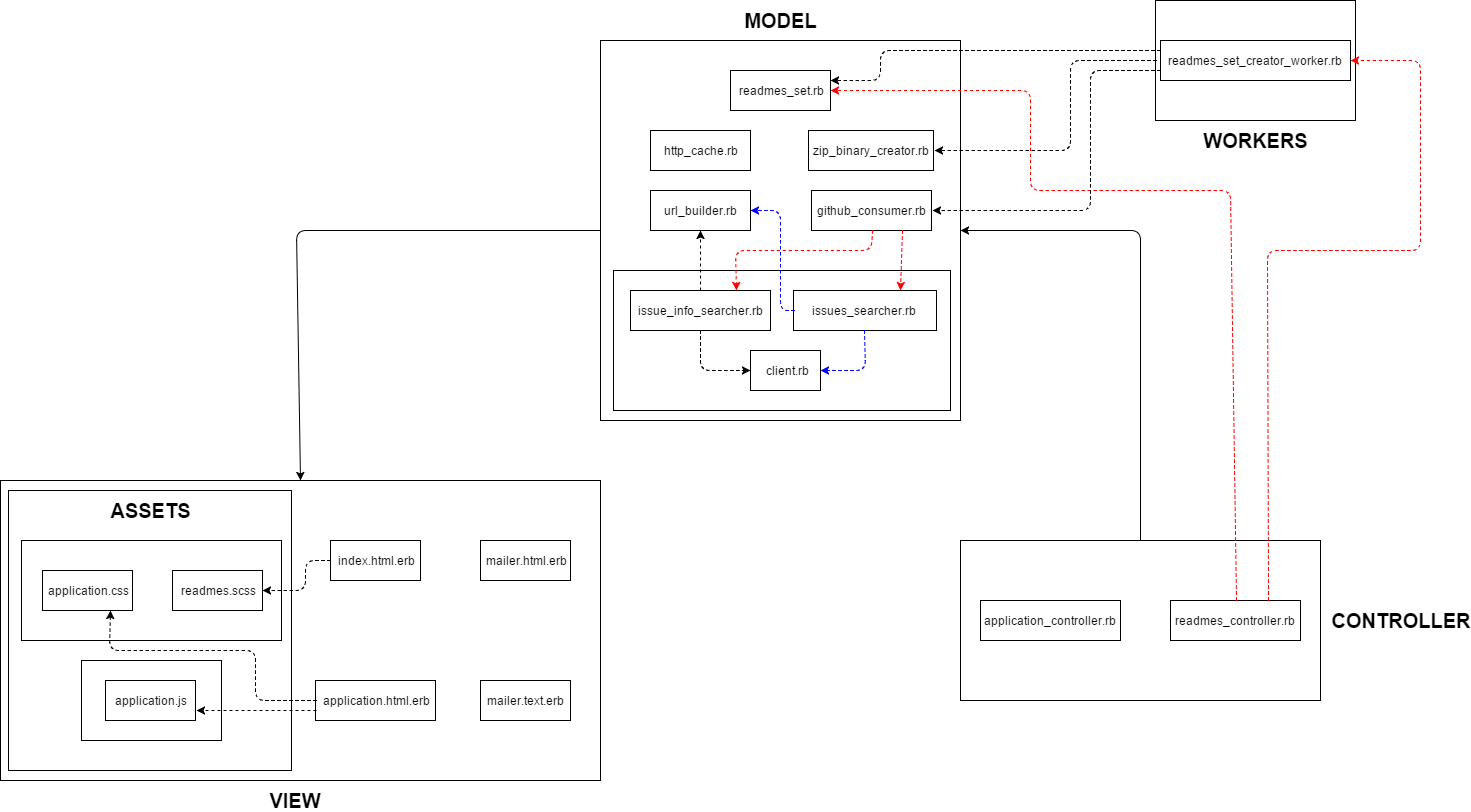 MODEL
readmes_set_creator_worker.rb
WORKERS
readmes_set.rb
http_cache.rb
zip_binary_creator.rb
url_builder.rb
github_consumer.rb
issue_info_searcher.rb
issues_searcher.rb
client.rb
ASSETS
index.html.erb
mailer.html.erb
application.css
readmes.scss
application.js
application.html.erb
mailer.text.erb
VIEW
application_controller.rb
readmes_controller.rb
CONTROLLER